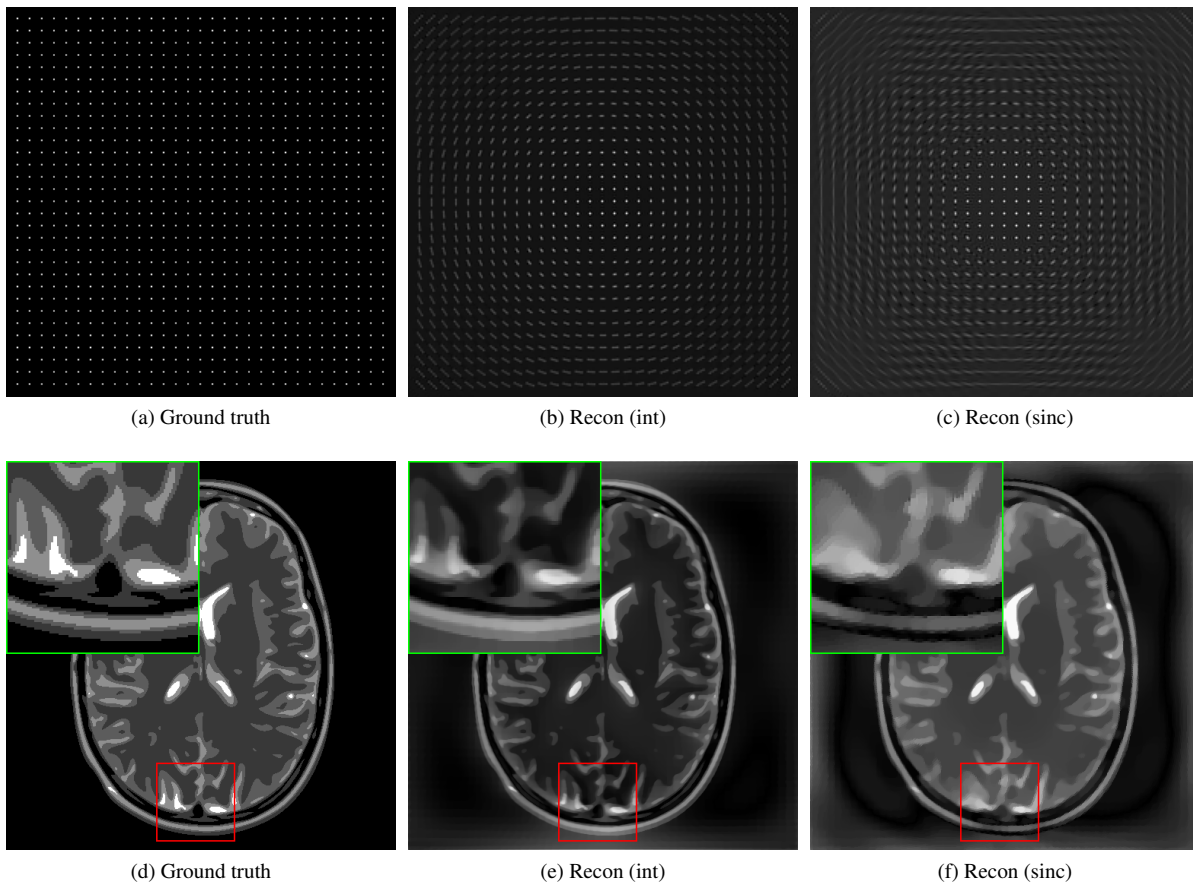 (a) Ground truth
(b) Recon (int)
(c) Recon (sinc)
(d) Ground truth
(e) Recon (int)
(f) Recon (sinc)